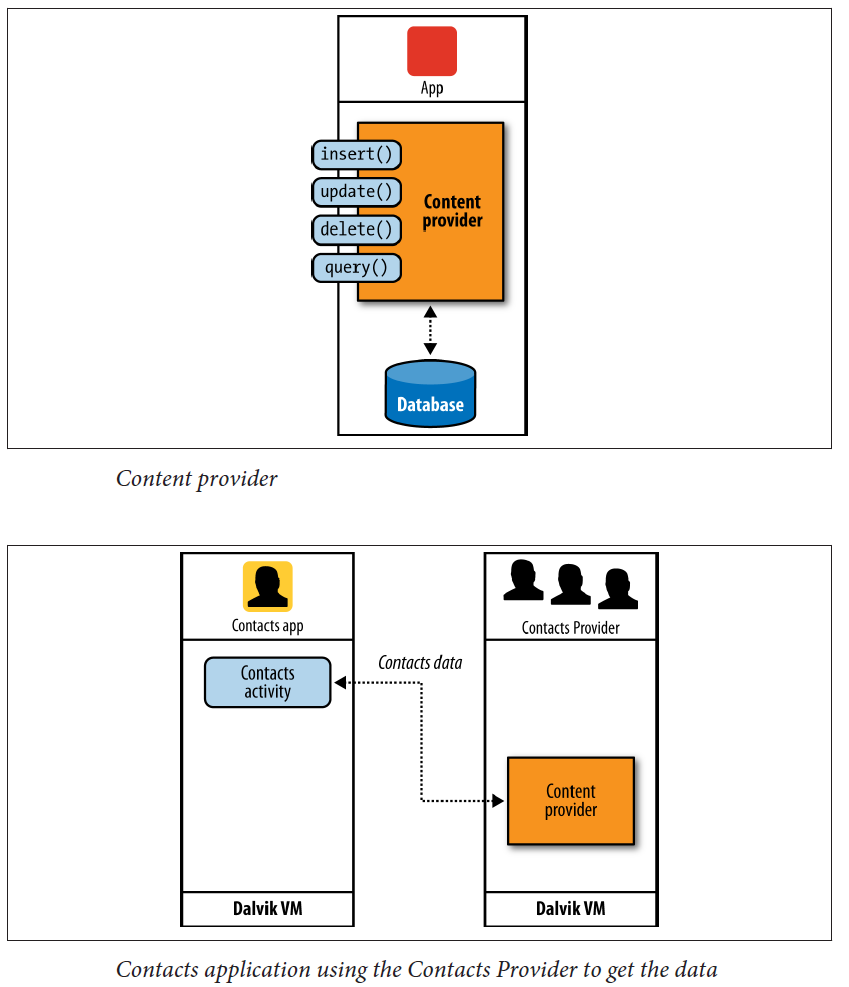 App
insert()
update()
delete()
query()
Content
provider
Database
Content provider
Contacts app
Contacts Provider
Contacts
activity
Contacts data
Content
provider
Dalvik VM
Dalvik VM
Contacts application using the Contacts Provider to get the data